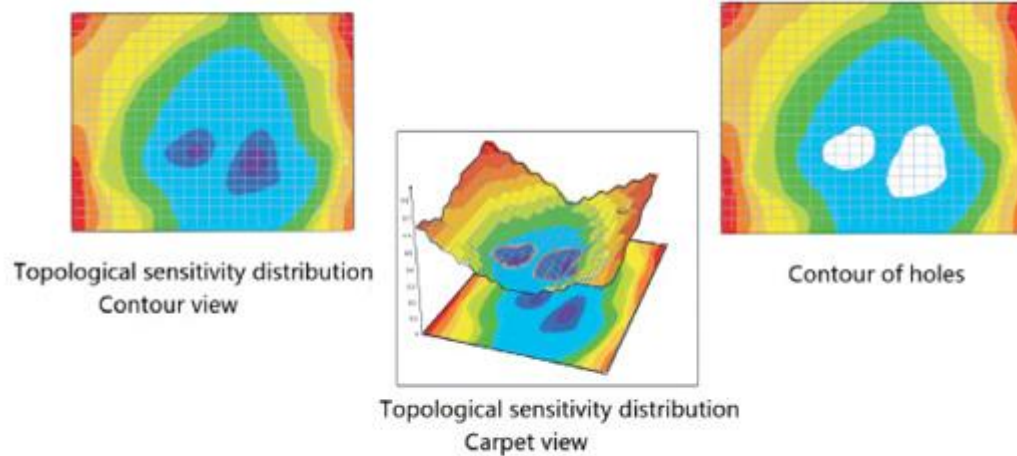 Topological sensitivity distribution
Contour view
Topological sensitivity distribution
Carpet view
Contour of holes